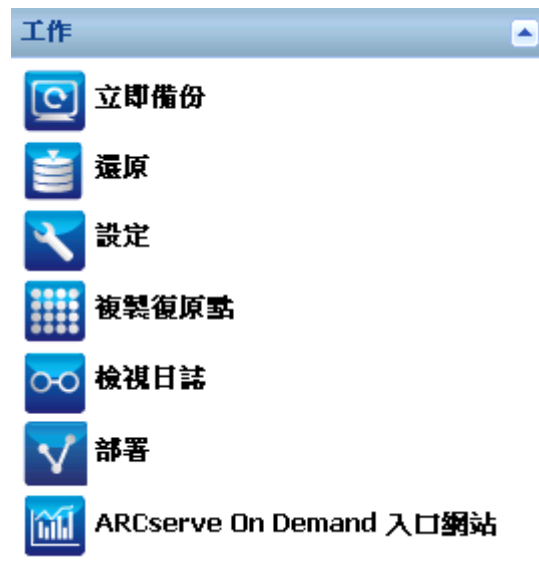 工作
立即備份
還原
設定
複製復原點
檢視日誌
部署
ARCserve On Demand 入口網站